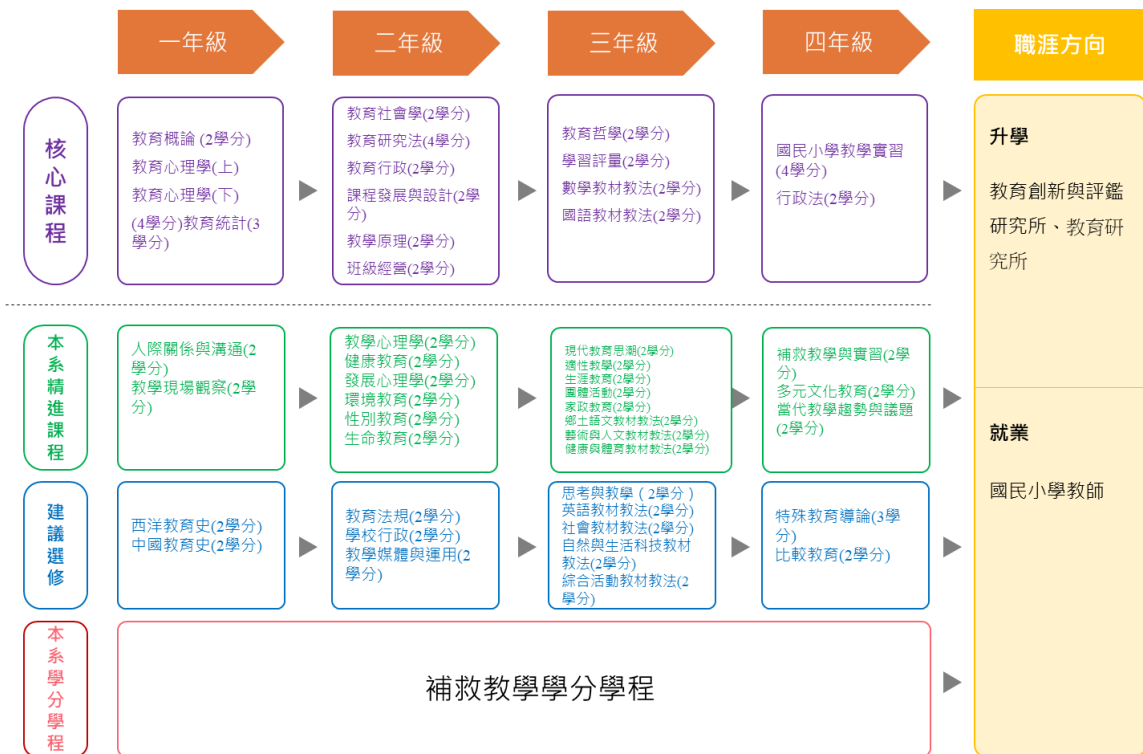 一年級
二年級
三年級
四年級
職涯方向
核心課程
教育概論 (2學分)
教育心理學(上)
教育心理學(下)
(4學分)教育統計(3
學分)
教育社會學(2學分)
教育研究法(4學分)
教育行政(2學分)
課程發展與設計(2學
分)
教學原理(2學分)
班級經營(2學分)
教育哲學(2學分)
學習評量(2學分)
數學教材教法(2學分)
國語教材教法(2學分)
國民小學教學實習
(4學分)
行政法(2學分)
升學
教育創新與評鑑
研究所、教育研
究所
本系精進課程
人際關係與溝通(2
學分)
教學現場觀察(2學
分)
教學心理學(2學分)
健康教育(2學分)
發展心理學(2學分)
環境教育(2學分)
性別教育(2學分)
生命教育(2學分)
現代教育思潮(2學分)
適性教學(2學分)
生涯教育(2學分)
團體活動(2學分)
家政教育(2學分)
鄉土語文教材教法(2學分)
藝術與人文教材教法(2學分)
健康與體育教材教法(2學分)
補救教學與實習(2學
分)
多元文化教育(2學分)
當代教學趨勢與議題
(2學分)
就業
國民小學教師
建議選修
西洋教育史(2學分)
中國教育史(2學分)
教育法規(2學分)
學校行政(2學分)
教學媒體與運用(2
學分)
思考與教學（2學分）
英語教材教法(2學分)
社會教材教法(2學分)
自然與生活科技教材
教法(2學分)
綜合活動教材教法(2
學分)
特殊教育導論(3學
分)
比較教育(2學分)
本系學分學程
補救教學學分學程